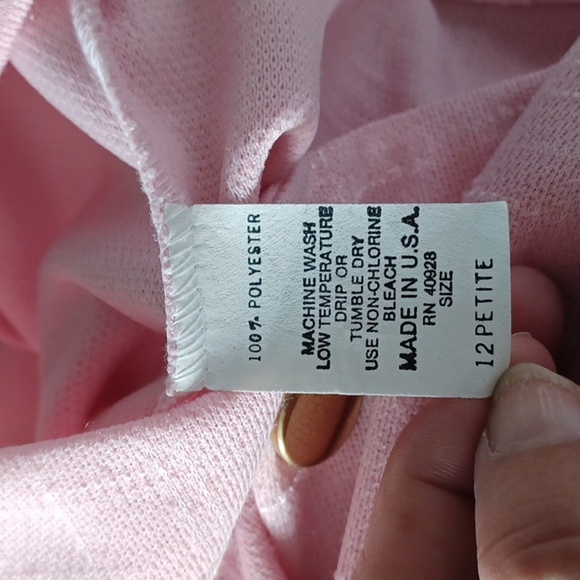 100% POLYESTER
MACHINE WASH
LOW TEMPERATURE
DRIP OR
TUMBLE DRY
USE NON-CHLORINE
BLEACH
MADE IN U.S.A.
RN 40928
SIZE
12 PETITE